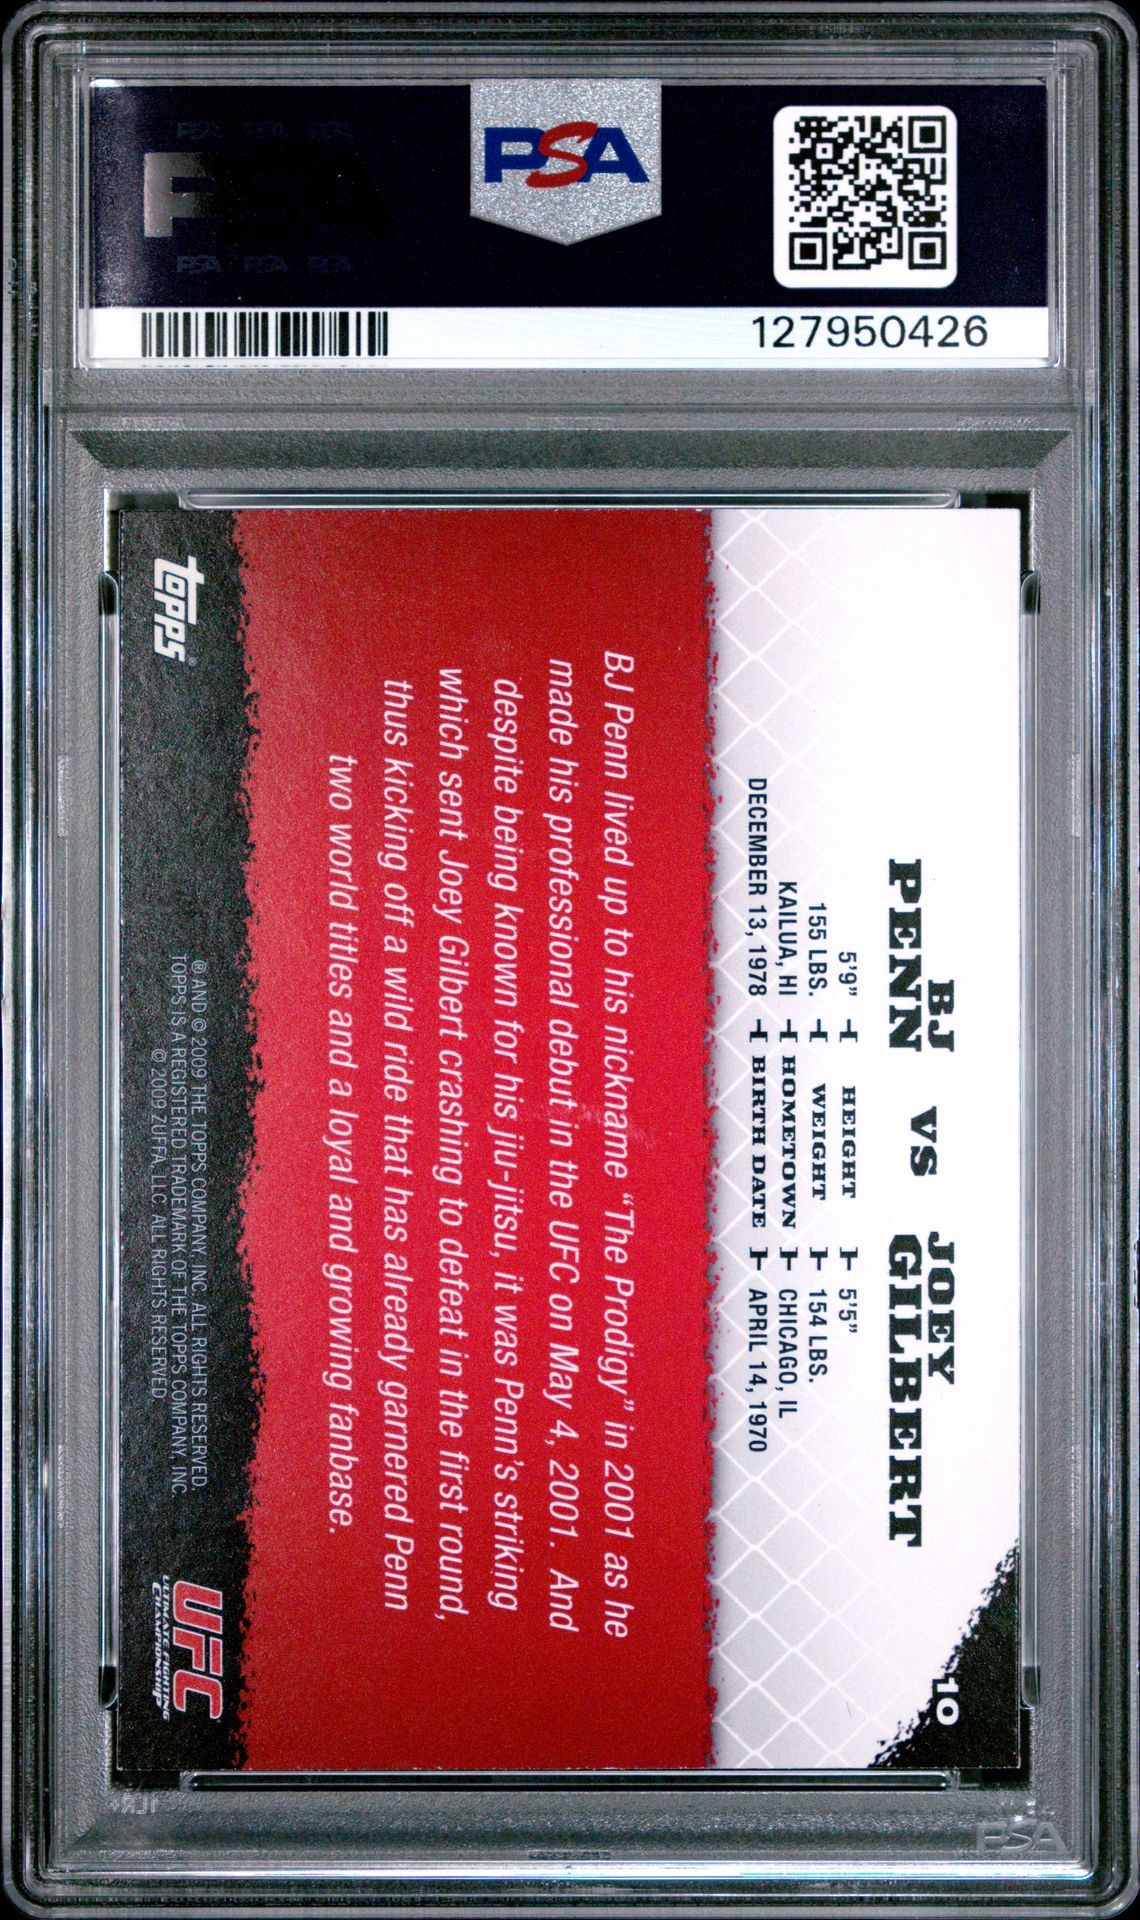 PSA
127950426
10
BJ PENN VS JOEY GILBERT
5'9" HEIGHT 5'5"
155 LBS. WEIGHT 154 LBS.
KAILUA, HI HOMETOWN CHICAGO, IL
DECEMBER 13, 1978 BIRTH DATE APRIL 14, 1970
BJ Penn lived up to his nickname “The Prodigy” in 2001 as he
made his professional debut in the UFC on May 4, 2001. And
despite being known for his jiu-jitsu, it was Penn's striking
which sent Joey Gilbert crashing to defeat in the first round,
thus kicking off a wild ride that has already garnered Penn
two world titles and a loyal and growing fanbase.
topps®
® AND © 2009 THE TOPPS COMPANY, INC. ALL RIGHTS RESERVED.
TOPPS IS A REGISTERED TRADEMARK OF THE TOPPS COMPANY, INC.
© 2009 ZUFFA, LLC. ALL RIGHTS RESERVED
UFC
ULTIMATE FIGHTING
CHAMPIONSHIP
PSA